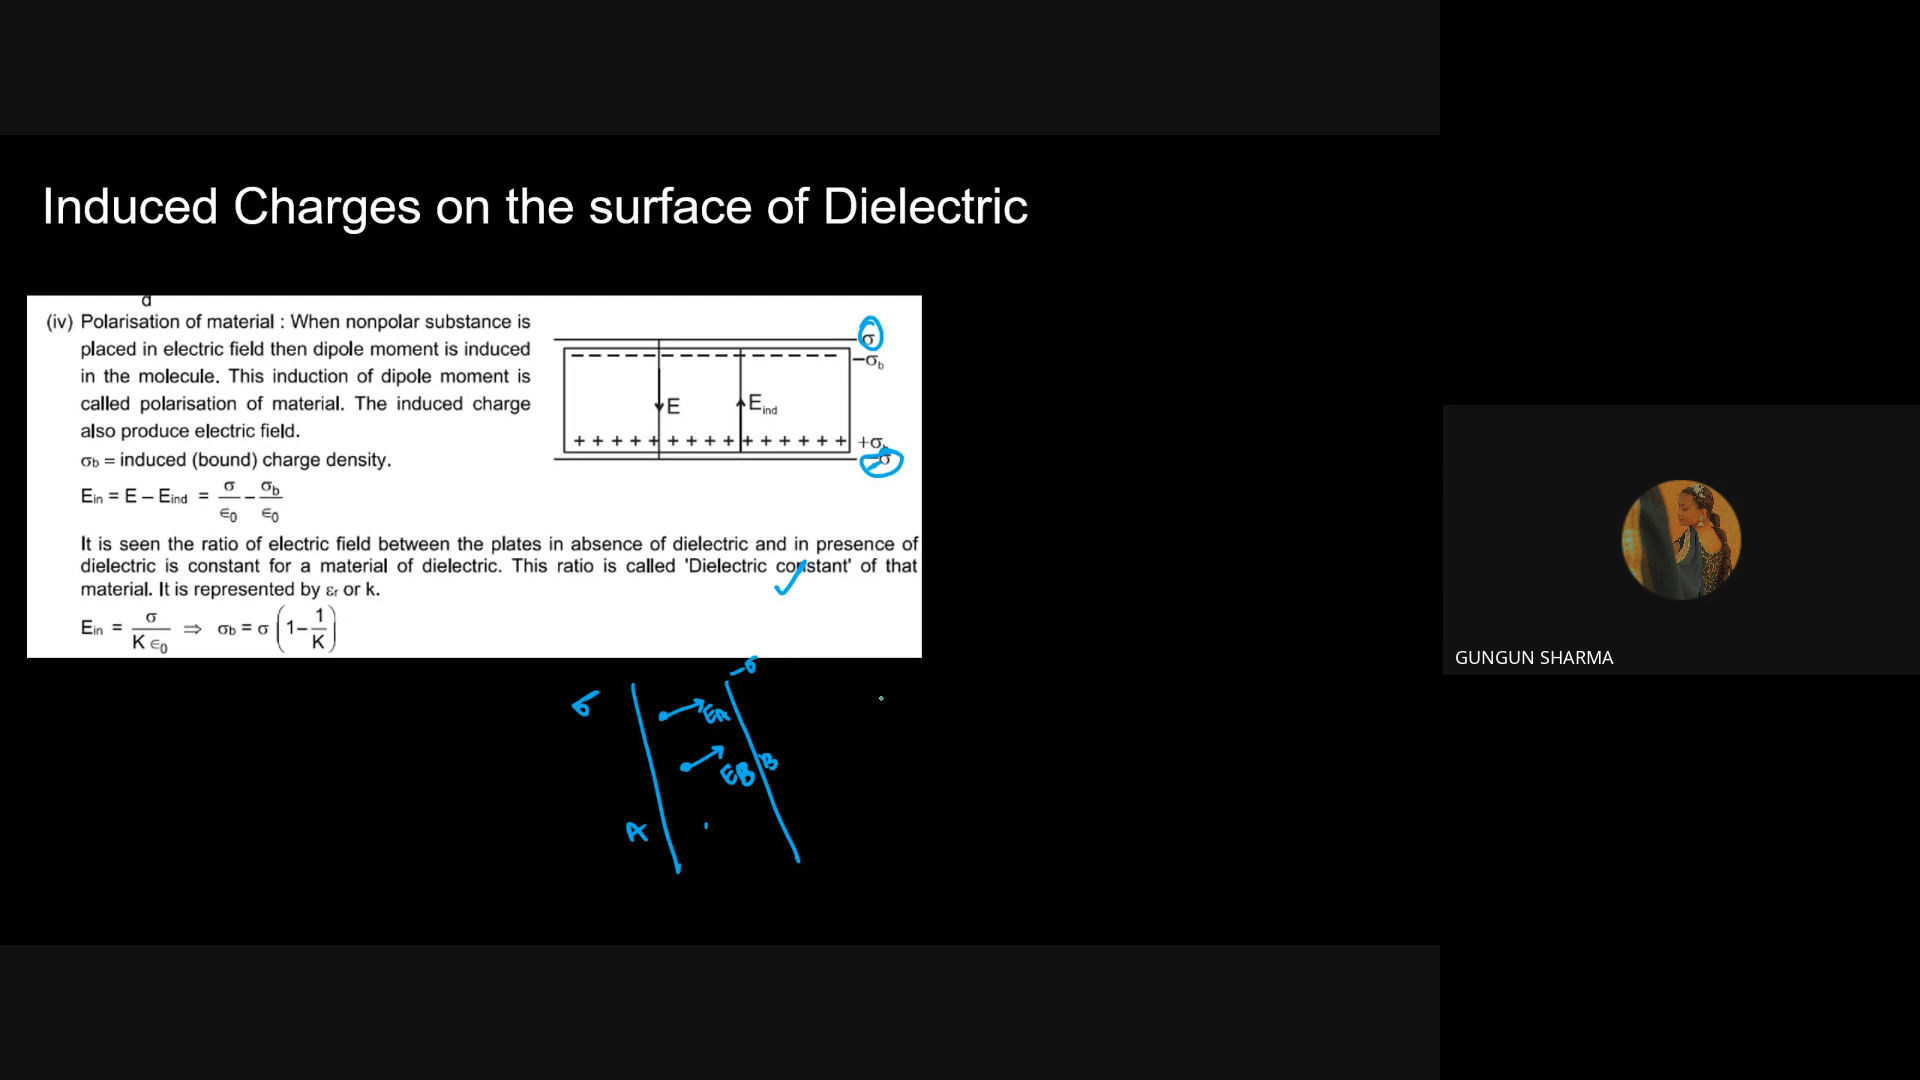 Induced Charges on the surface of Dielectric
d
(iv) Polarisation of material : When nonpolar substance is
placed in electric field then dipole moment is induced
in the molecule. This induction of dipole moment is
called polarisation of material. The induced charge
also produce electric field.
σb = induced (bound) charge density.
Ein = E – Eind = σ/∈0 – σb/∈0
σ
–σb
E
Eind
+ + + + + + + + + + + + + + +
+σb
–σ
It is seen the ratio of electric field between the plates in absence of dielectric and in presence of
dielectric is constant for a material of dielectric. This ratio is called 'Dielectric constant' of that
material. It is represented by εr or k.
Ein = σ/K∈0 ⇒ σb = σ (1–1/K)
–σ
σ
EA
EB
B
A
GUNGUN SHARMA